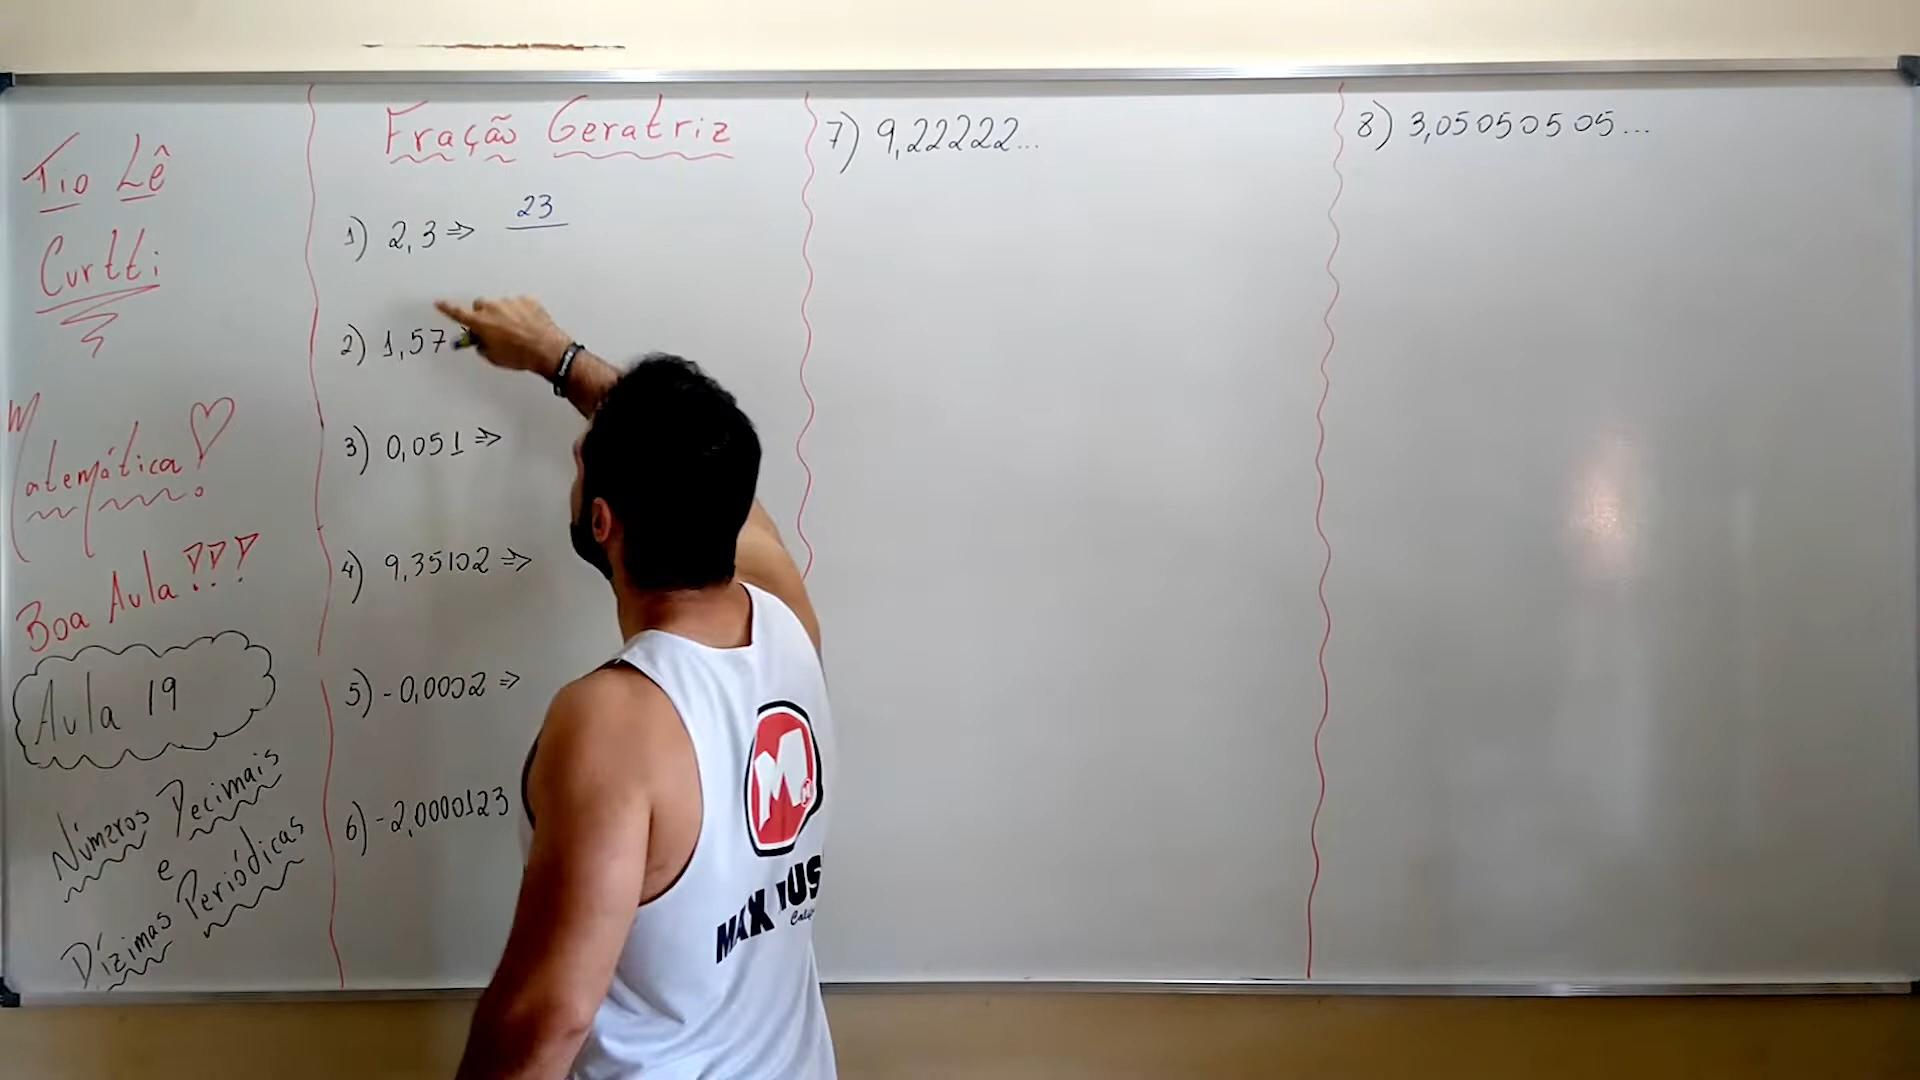 Tio Lê
Curtti
Matemática
Boa Aula!!!
Aula 19
Números Decimais
e
Dízimas Periódicas
Fração Geratriz
1) 2,3 ⇒ 23
2) 1,57
3) 0,051 ⇒
4) 9,35102 ⇒
5) -0,0002 ⇒
6) -2,0000123
7) 9,22222...
8) 3,05050505...
M
MAX